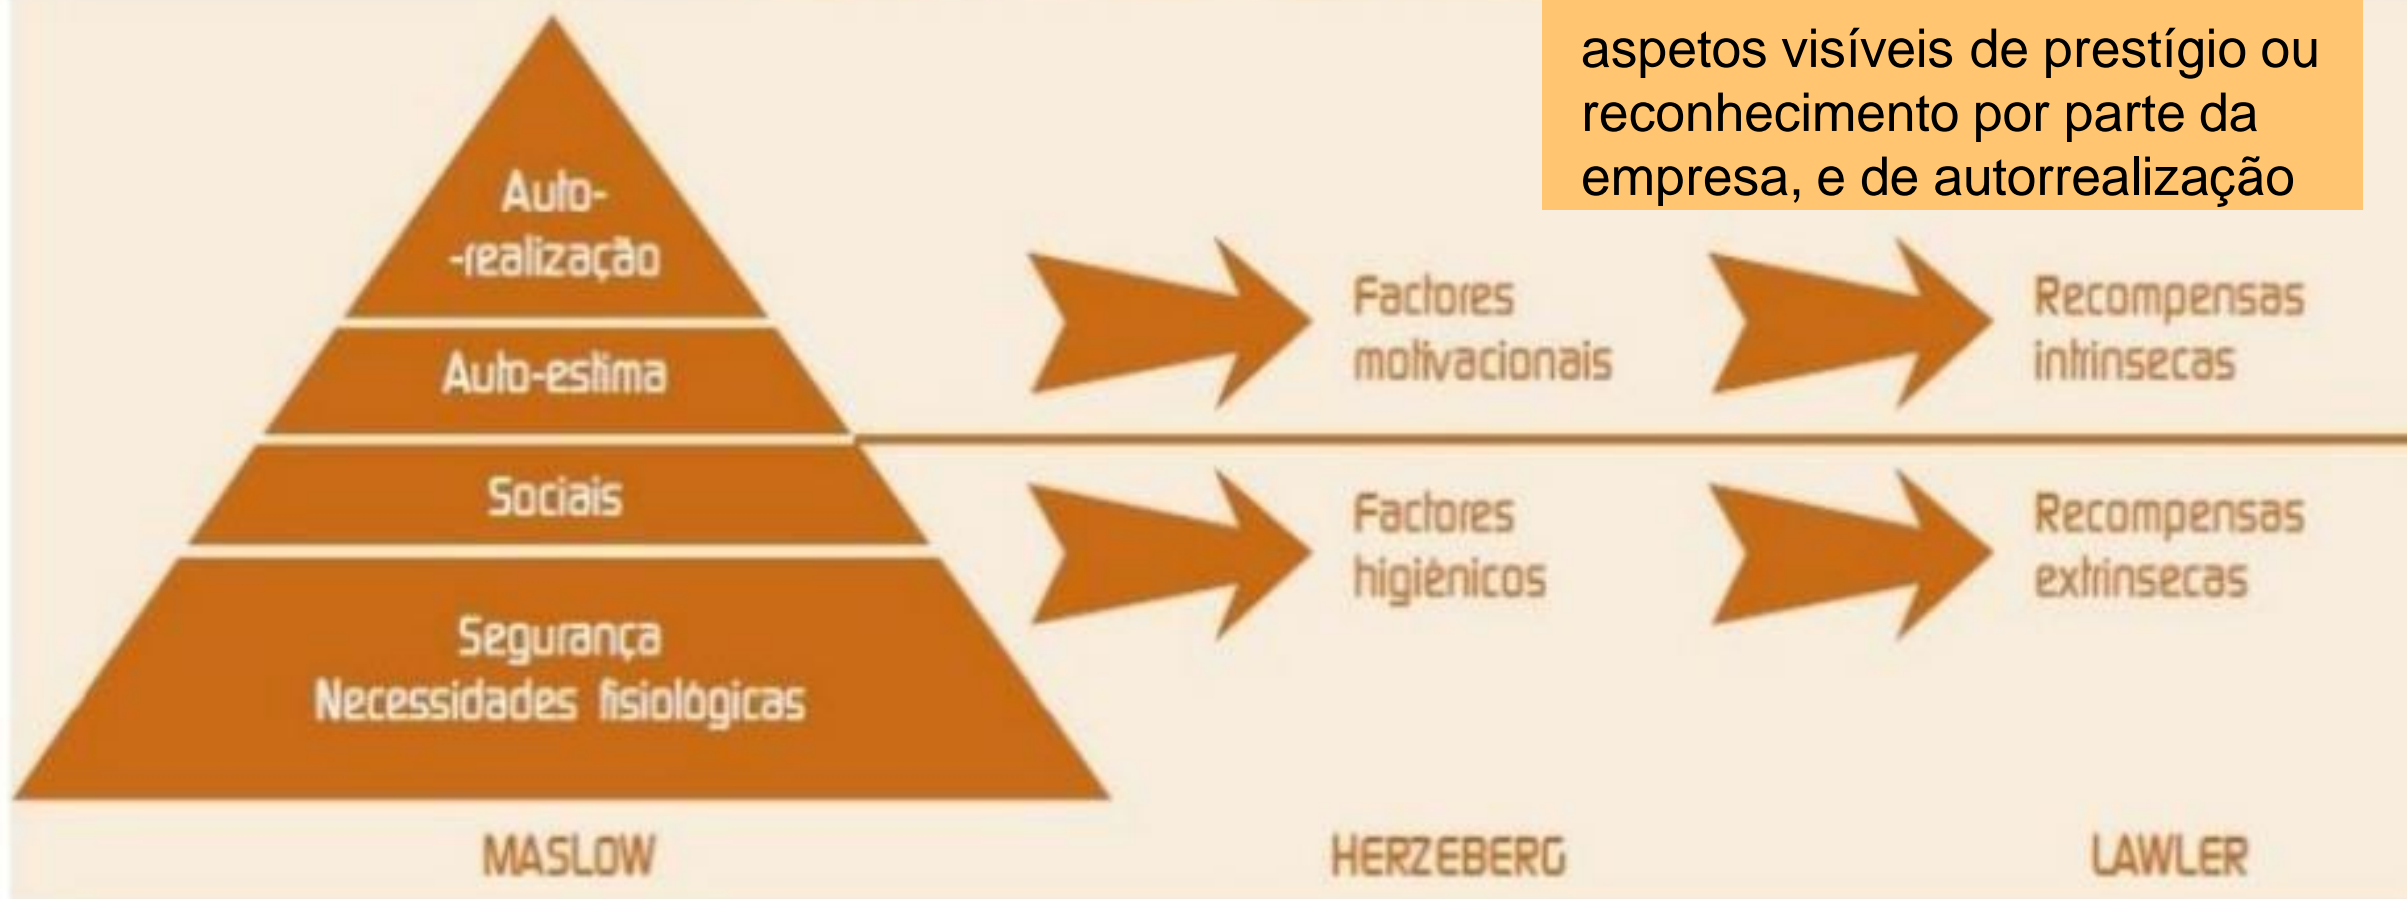 aspetos visíveis de prestígio ou
reconhecimento por parte da
empresa, e de autorrealização
Auto-
-realização
Auto-estima
Sociais
Segurança
Necessidades fisiológicas
MASLOW
Factores
motivacionais
Factores
higiénicos
HERZEBERG
Recompensas
intrinsecas
Recompensas
extrinsecas
LAWLER